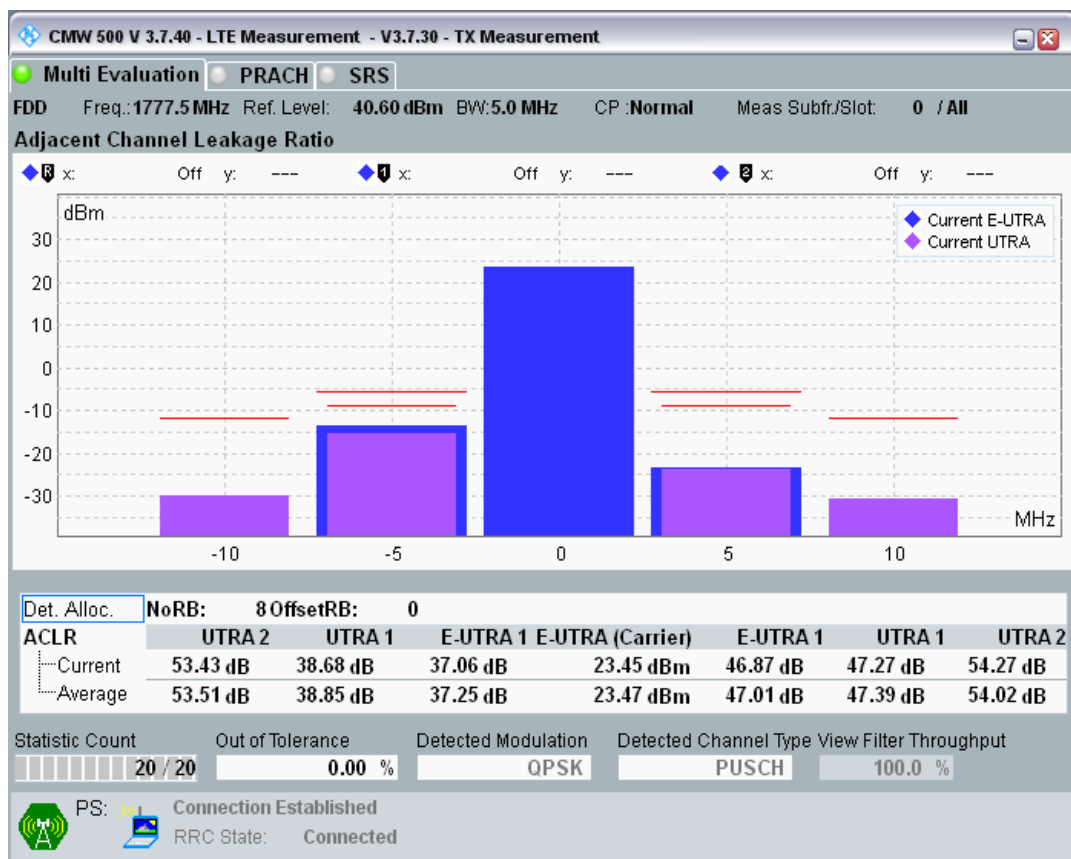 CMW 500 V 3.7.40 - LTE Measurement - V3.7.30 - TX Measurement
Multi Evaluation PRACH SRS
FDD Freq.:1777.5 MHz Ref. Level: 40.60 dBm BW:5.0 MHz CP :Normal Meas Subfr./Slot: 0 / All
Adjacent Channel Leakage Ratio
R x: Off y: --- 1 x: Off y: --- 2 x: Off y: ---
dBm
Current E-UTRA
Current UTRA
30
20
10
0
-10
-20
-30
MHz
-10 -5 0 5 10
Det. Alloc. NoRB: 8 OffsetRB: 0
ACLR UTRA 2 UTRA 1 E-UTRA 1 E-UTRA (Carrier) E-UTRA 1 UTRA 1 UTRA 2
Current 53.43 dB 38.68 dB 37.06 dB 23.45 dBm 46.87 dB 47.27 dB 54.27 dB
Average 53.51 dB 38.85 dB 37.25 dB 23.47 dBm 47.01 dB 47.39 dB 54.02 dB
Statistic Count Out of Tolerance Detected Modulation Detected Channel Type View Filter Throughput
20 / 20 0.00 % QPSK PUSCH 100.0 %
PS: Connection Established
RRC State: Connected